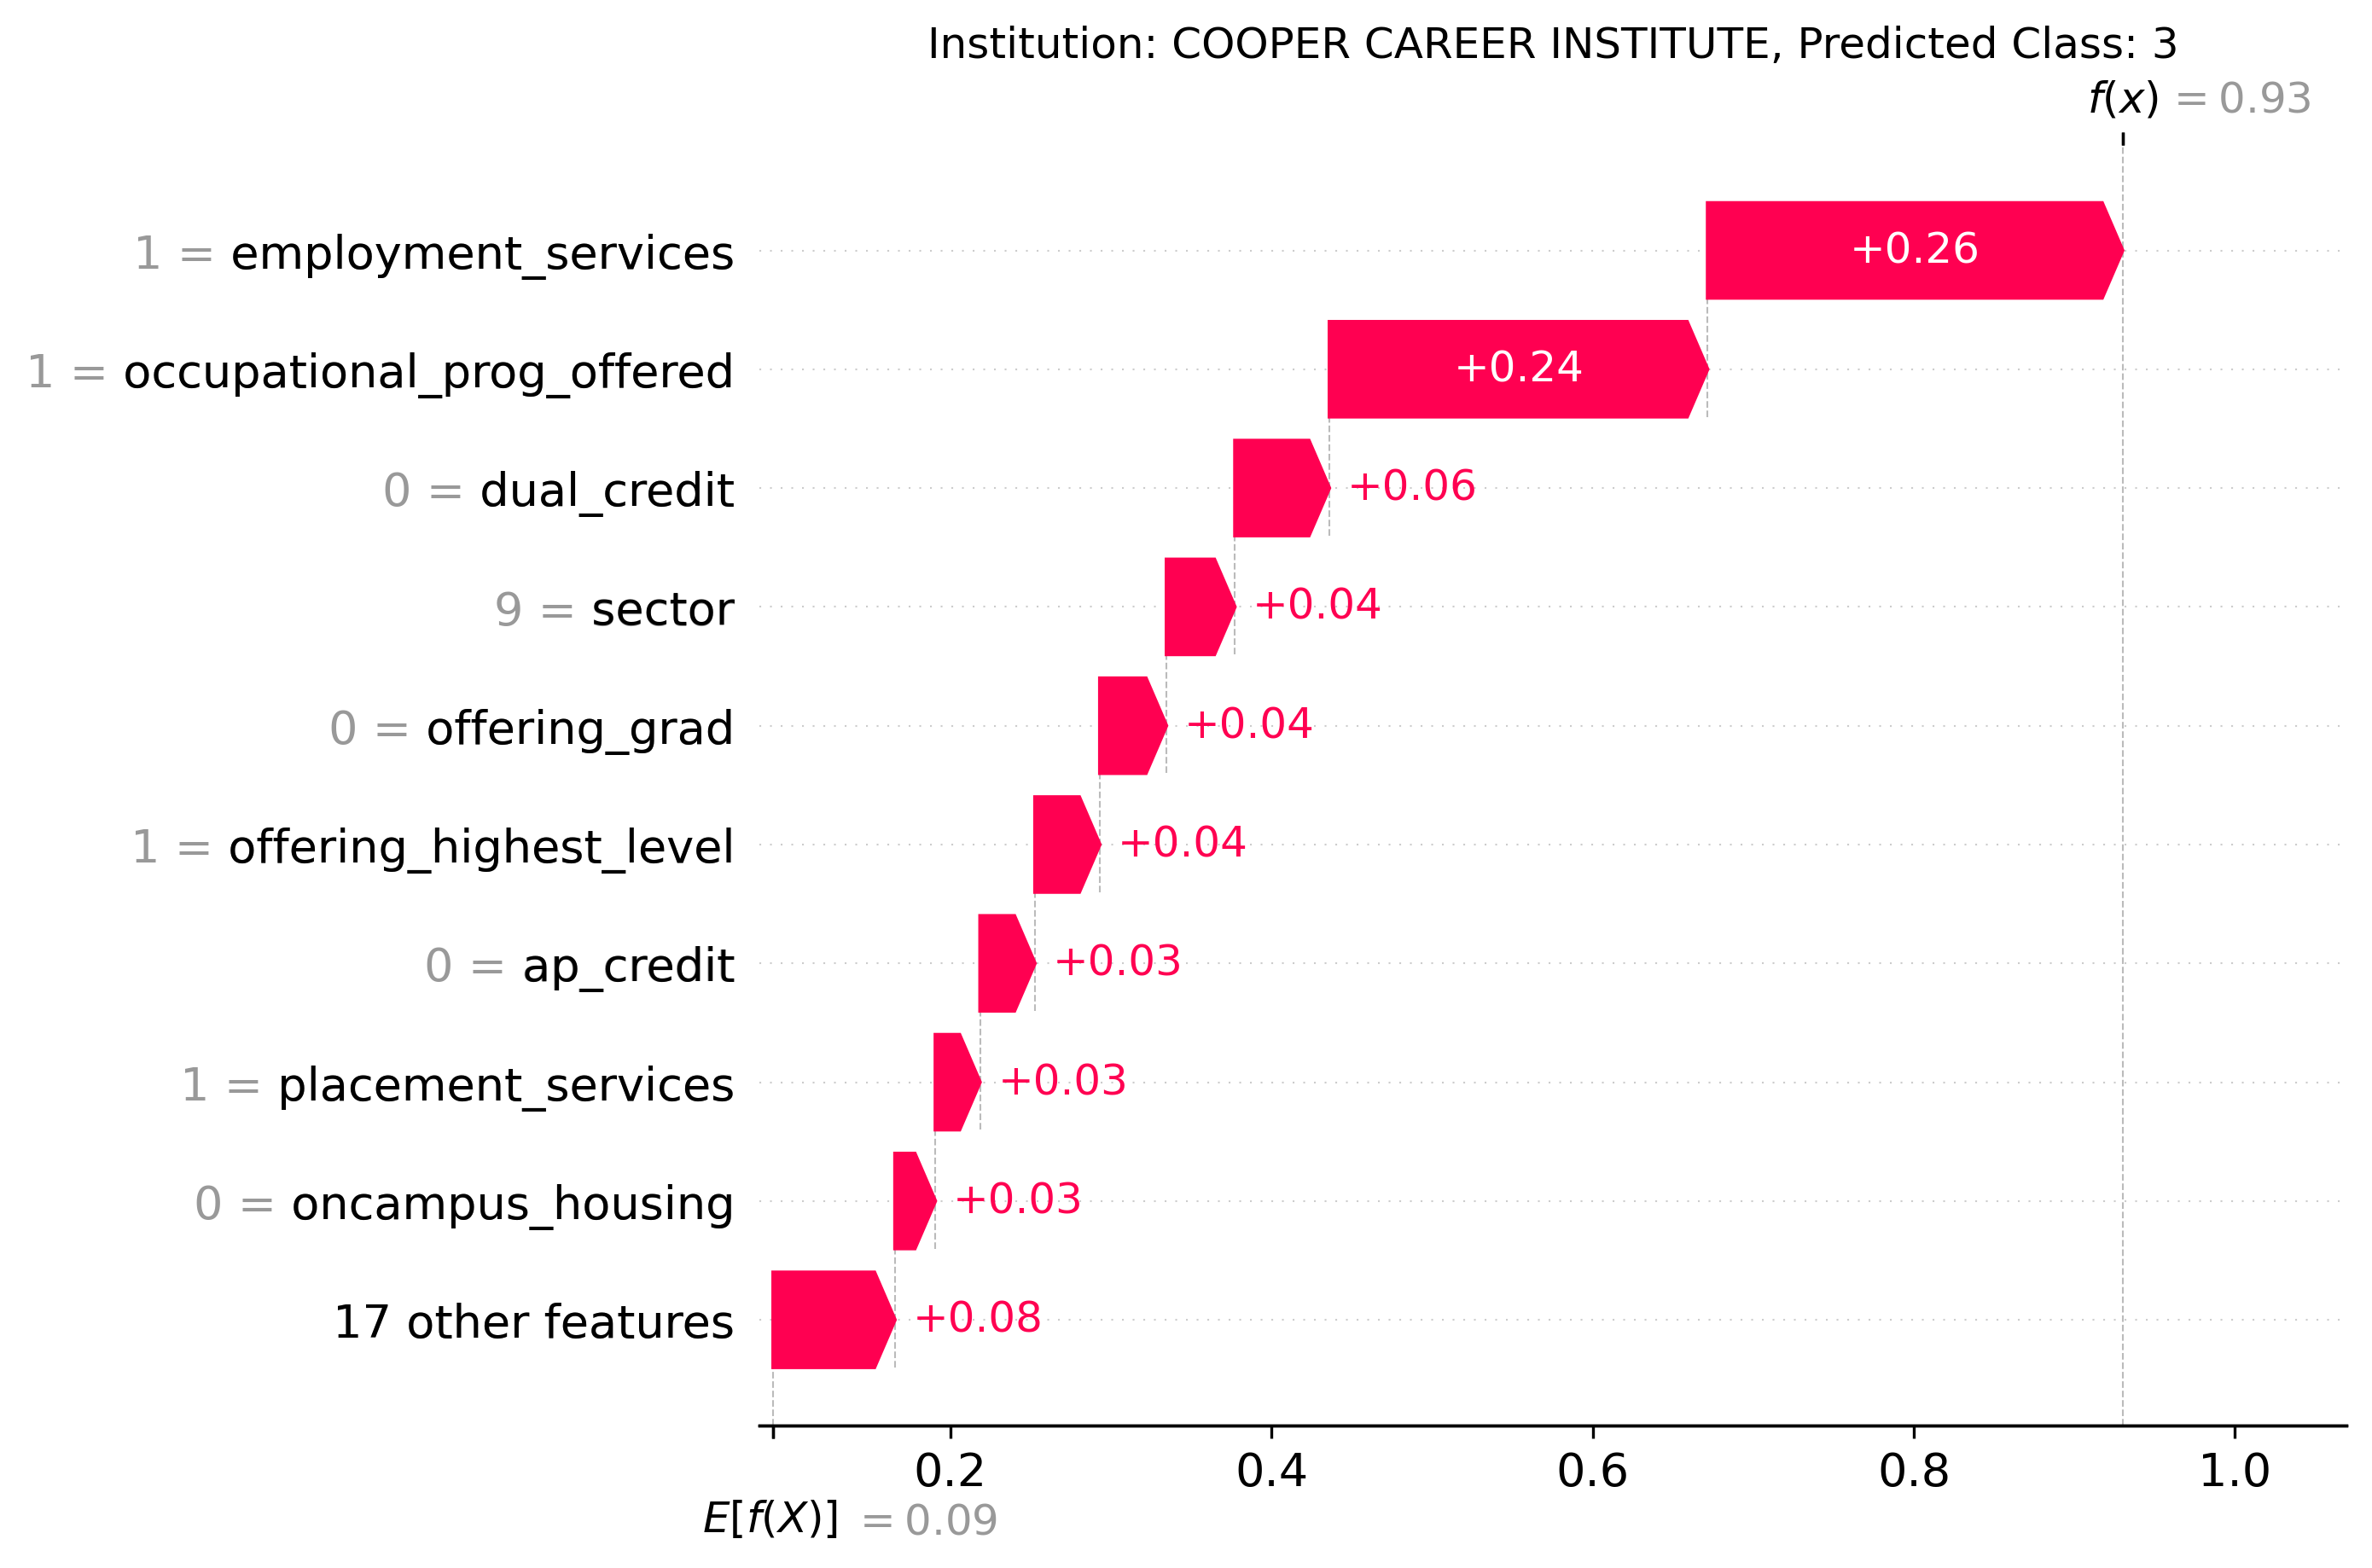 Institution: COOPER CAREER INSTITUTE, Predicted Class: 3
f(x) = 0.93
1 = employment_services +0.26
1 = occupational_prog_offered +0.24
0 = dual_credit +0.06
9 = sector +0.04
0 = offering_grad +0.04
1 = offering_highest_level +0.04
0 = ap_credit +0.03
1 = placement_services +0.03
0 = oncampus_housing +0.03
17 other features +0.08
0.2 0.4 0.6 0.8 1.0
E[f(X)] = 0.09